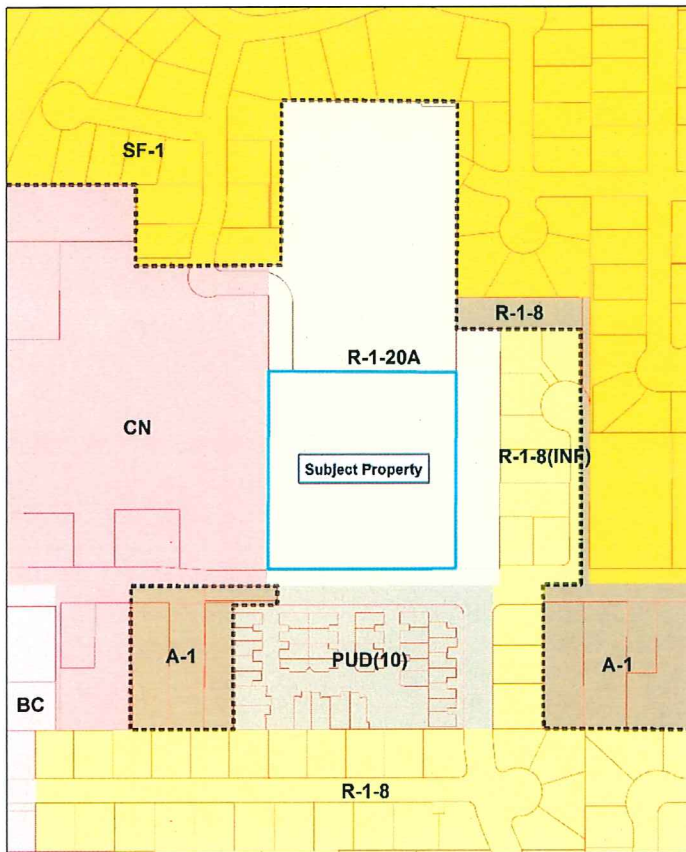 SF-1
R-1-8
R-1-20A
CN
R-1-8(INF)
Subject Property
A-1
PUD(10)
A-1
BC
R-1-8